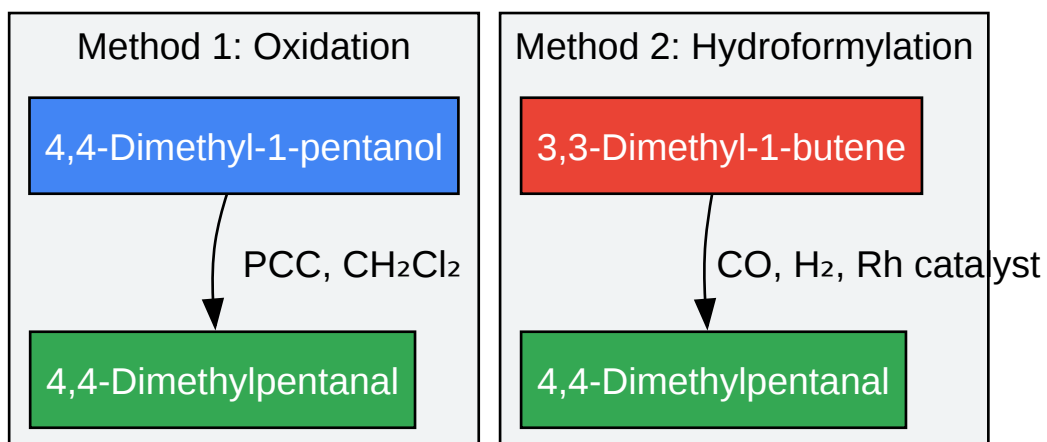 Method 1: Oxidation
4,4-Dimethyl-1-pentanol
PCC, CH₂Cl₂
4,4-Dimethylpentanal
Method 2: Hydroformylation
3,3-Dimethyl-1-butene
CO, H₂, Rh catalyst
4,4-Dimethylpentanal